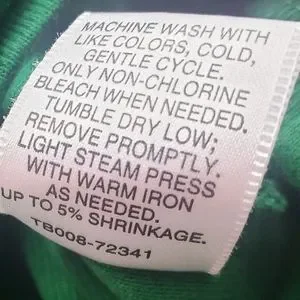 MACHINE WASH WITH
LIKE COLORS, COLD,
GENTLE CYCLE.
ONLY NON-CHLORINE
BLEACH WHEN NEEDED.
TUMBLE DRY LOW;
REMOVE PROMPTLY.
LIGHT STEAM PRESS
WITH WARM IRON
AS NEEDED.
UP TO 5% SHRINKAGE.
TB008-72341